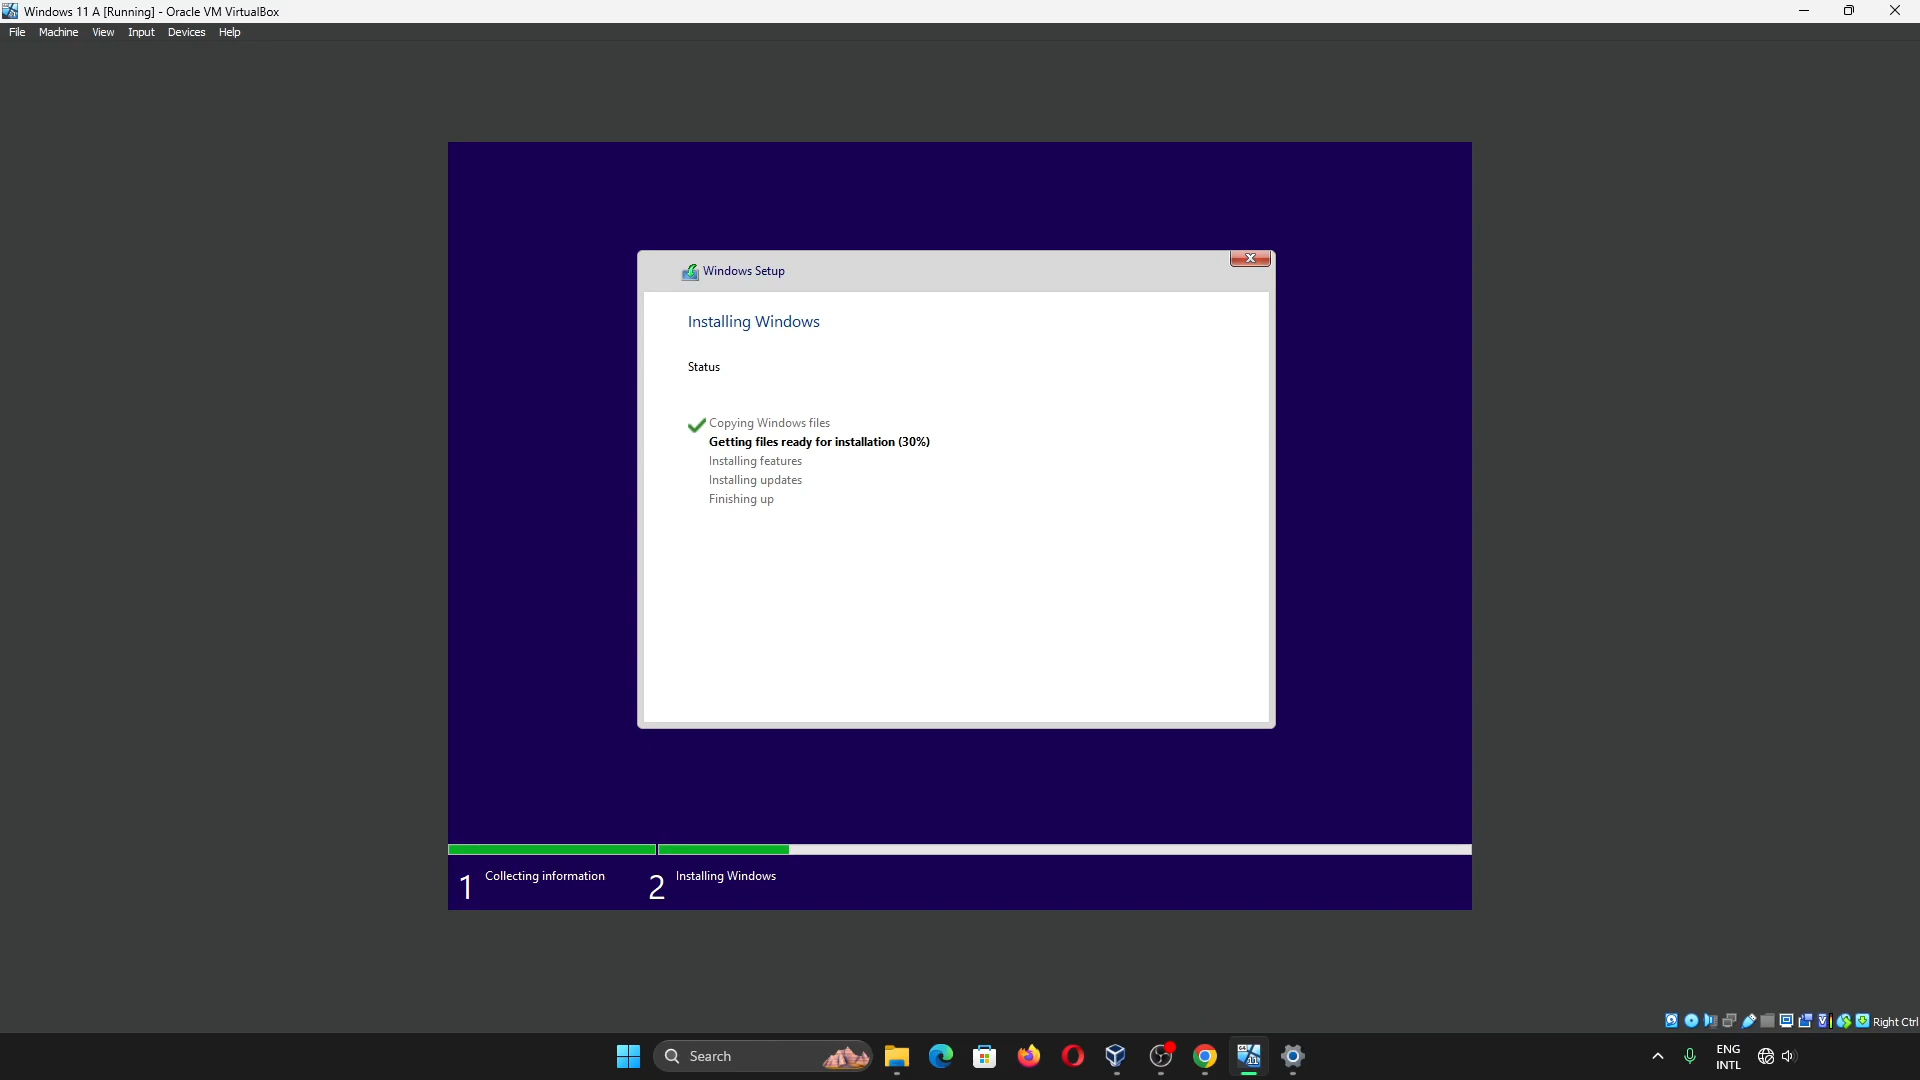 Windows 11 A [Running] - Oracle VM VirtualBox
File Machine View Input Devices Help
Windows Setup
Installing Windows
Status
Copying Windows files
Getting files ready for installation (30%)
Installing features
Installing updates
Finishing up
1 Collecting information 2 Installing Windows
Right Ctrl
Search
ENG
INTL